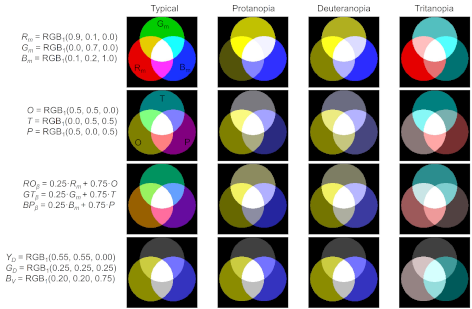 Typical Protanopia Deuteranopia Tritanopia
Rm = RGB1(0.9, 0.1, 0.0)
Gm = RGB1(0.0, 0.7, 0.0)
Bm = RGB1(0.1, 0.2, 1.0)
Gm
Rm Bm
O = RGB1(0.5, 0.5, 0.0)
T = RGB1(0.0, 0.5, 0.5)
P = RGB1(0.5, 0.0, 0.5)
T
O P
ROβ = 0.25·Rm + 0.75·O
GTβ = 0.25·Gm + 0.75·T
BPβ = 0.25·Bm + 0.75·P
YD = RGB1(0.55, 0.55, 0.00)
GD = RGB1(0.25, 0.25, 0.25)
BV = RGB1(0.20, 0.20, 0.75)